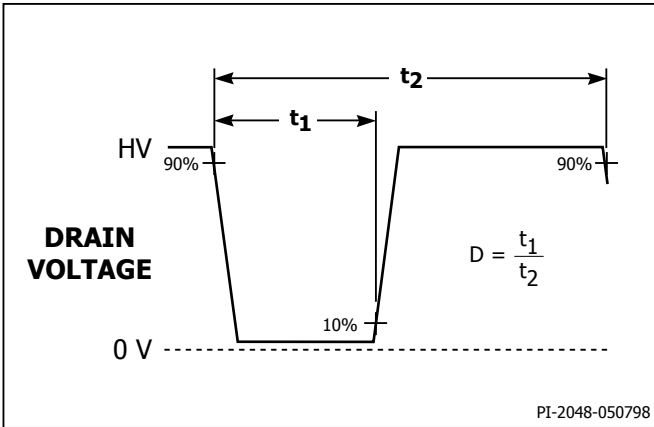 t2
t1
HV
90%
90%
DRAIN
VOLTAGE
D = t1/t2
10%
0 V
PI-2048-050798